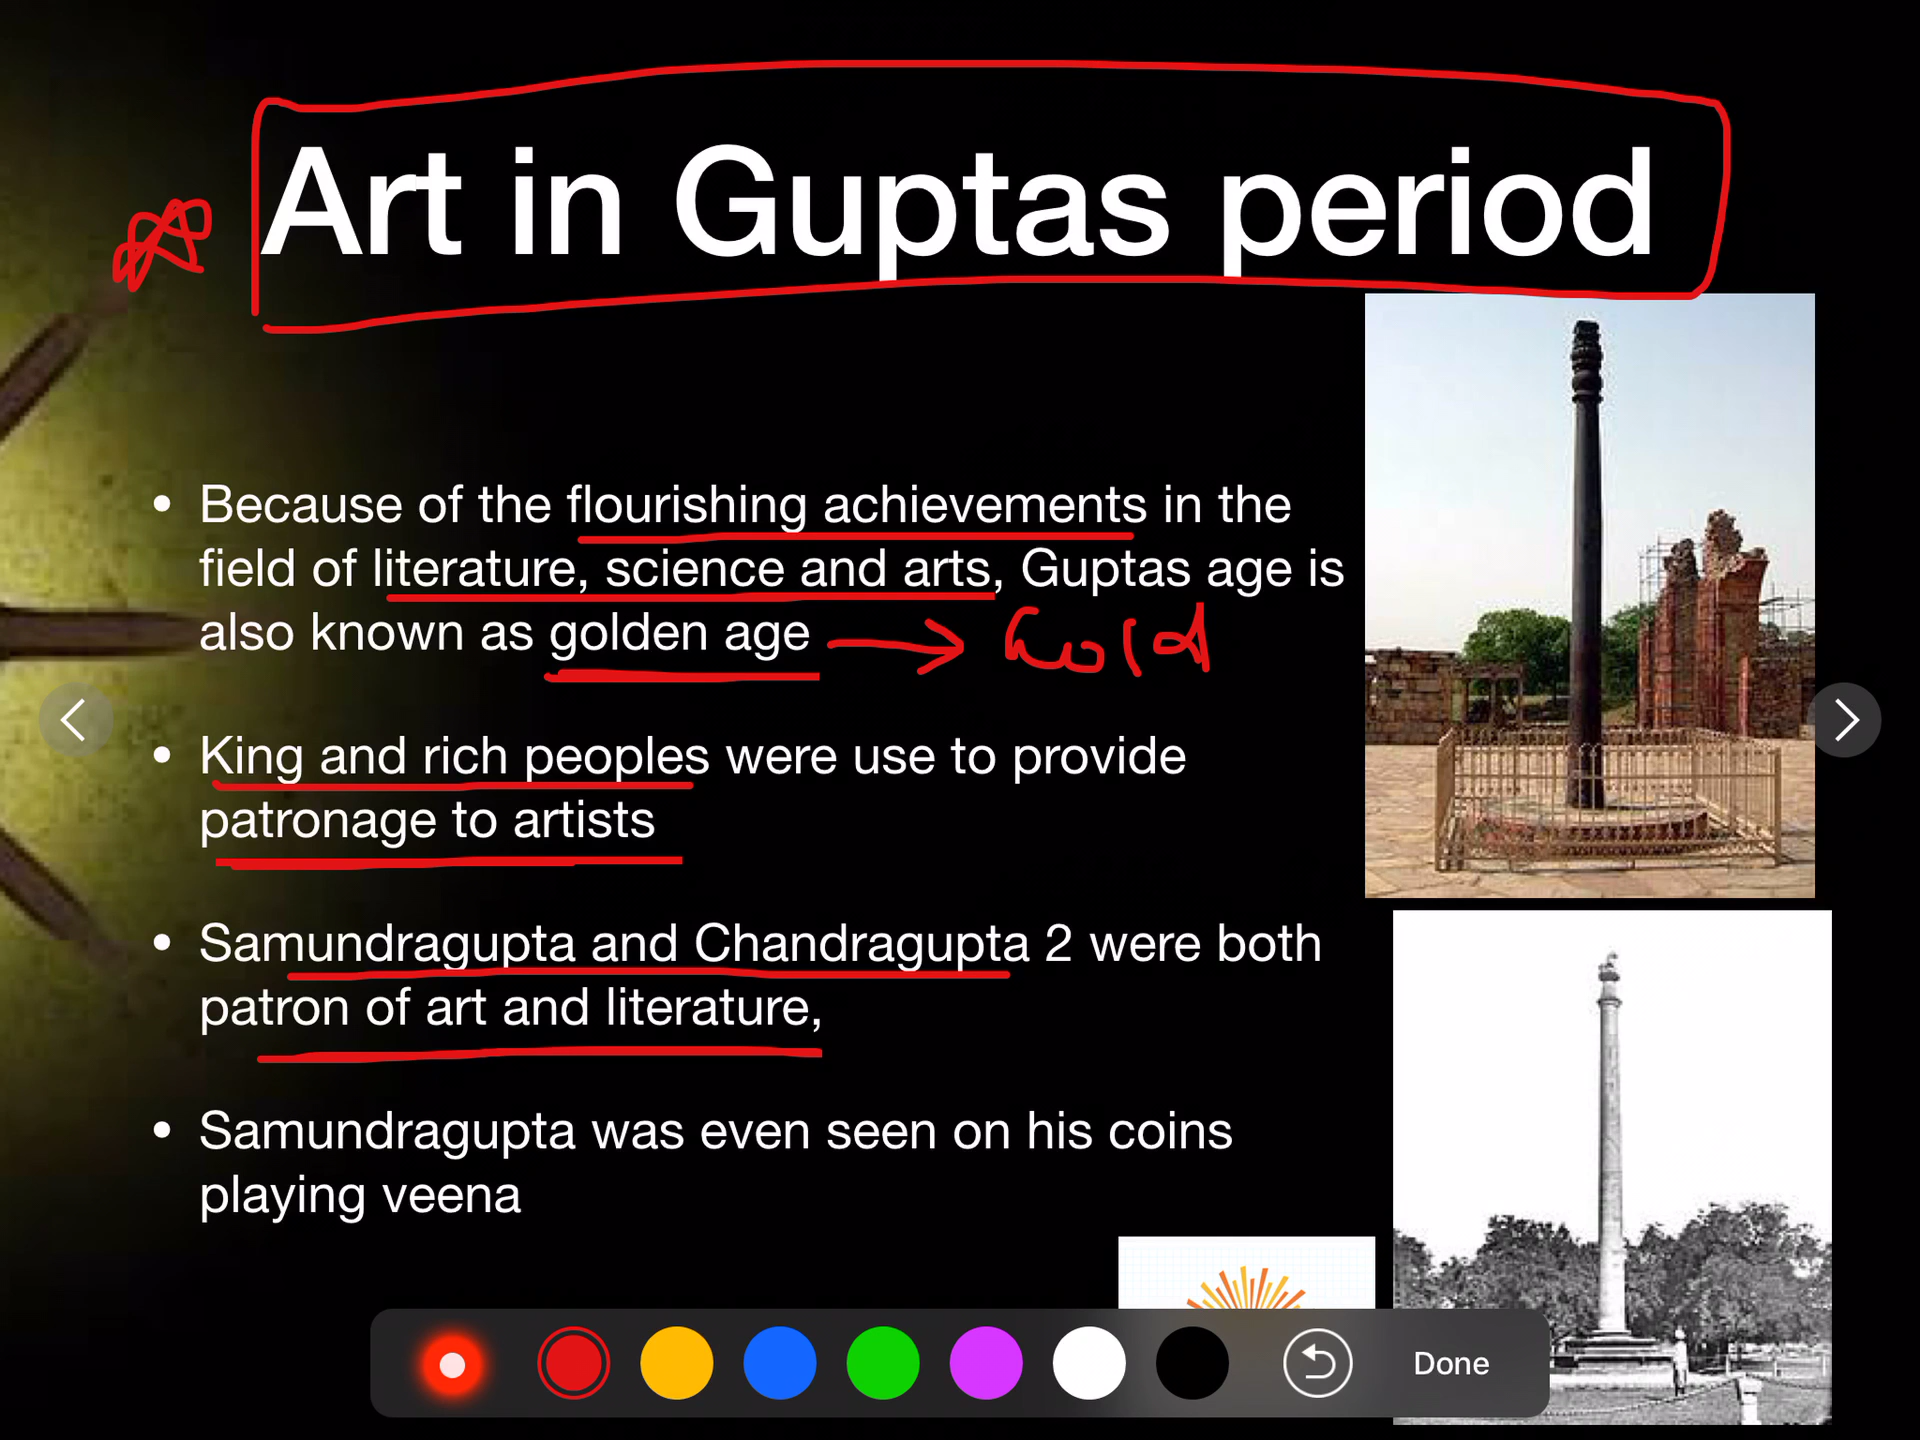 Art in Guptas period
• Because of the flourishing achievements in the
field of literature, science and arts, Guptas age is
also known as golden age → Gold
• King and rich peoples were use to provide
patronage to artists
• Samundragupta and Chandragupta 2 were both
patron of art and literature,
• Samundragupta was even seen on his coins
playing veena
Done